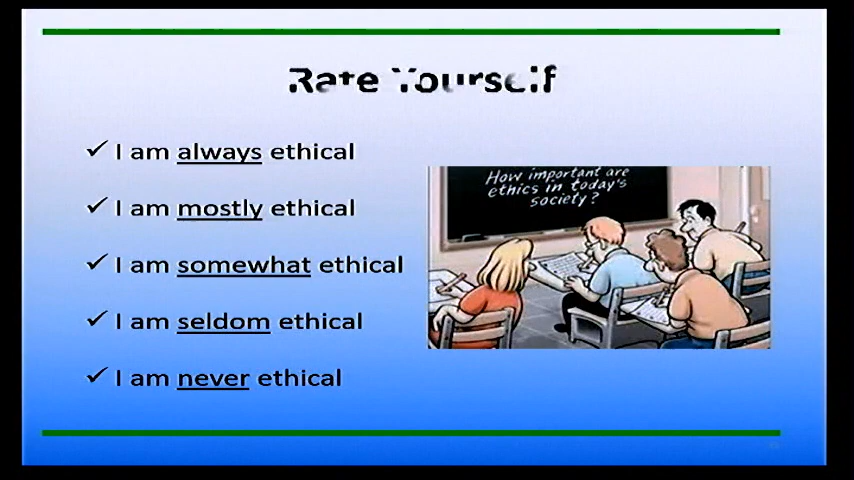 Rate Yourself
✓ I am always ethical
✓ I am mostly ethical
✓ I am somewhat ethical
✓ I am seldom ethical
✓ I am never ethical
How important are
ethics in today's
society?